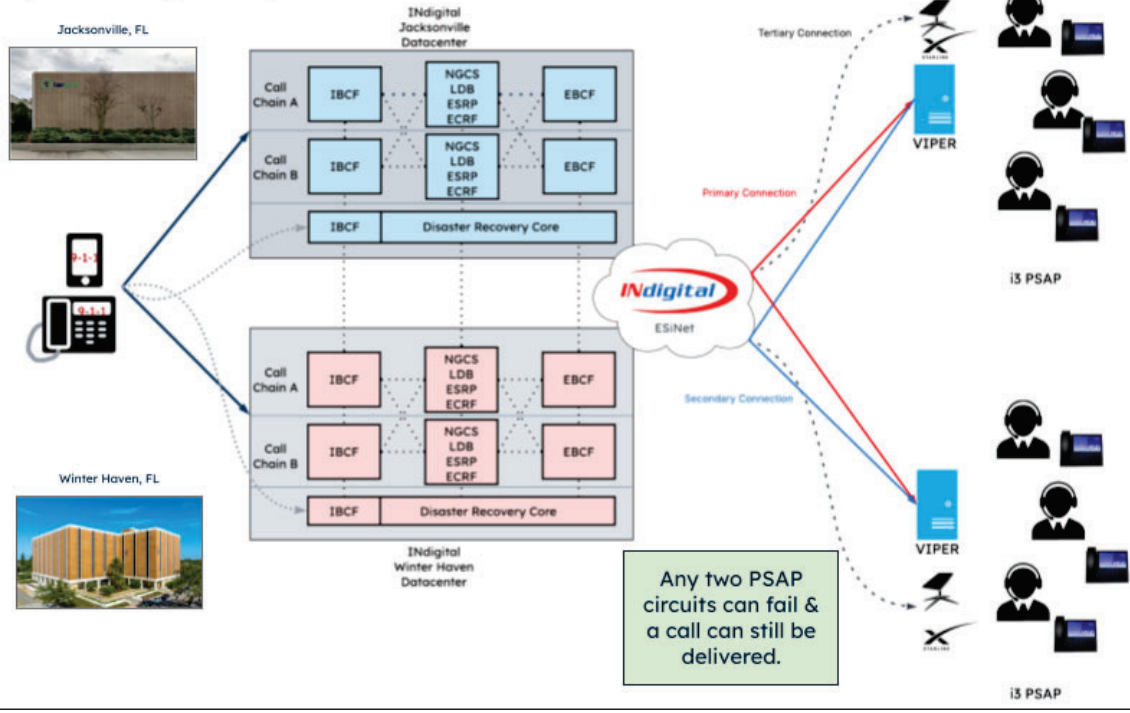 Jacksonville, FL
INdigital
Jacksonville
Datacenter
Call
Chain A
IBCF
NGCS
LDB
ESRP
ECRF
EBCF
Call
Chain B
IBCF
NGCS
LDB
ESRP
ECRF
EBCF
IBCF
Disaster Recovery Core
9-1-1
9-1-1
Call
Chain A
IBCF
NGCS
LDB
ESRP
ECRF
EBCF
Call
Chain B
IBCF
NGCS
LDB
ESRP
ECRF
EBCF
IBCF
Disaster Recovery Core
INdigital
Winter Haven
Datacenter
Winter Haven, FL
INdigital
ESiNet
Tertiary Connection
Primary Connection
Secondary Connection
STARLINK
VIPER
i3 PSAP
VIPER
STARLINK
i3 PSAP
Any two PSAP
circuits can fail &
a call can still be
delivered.